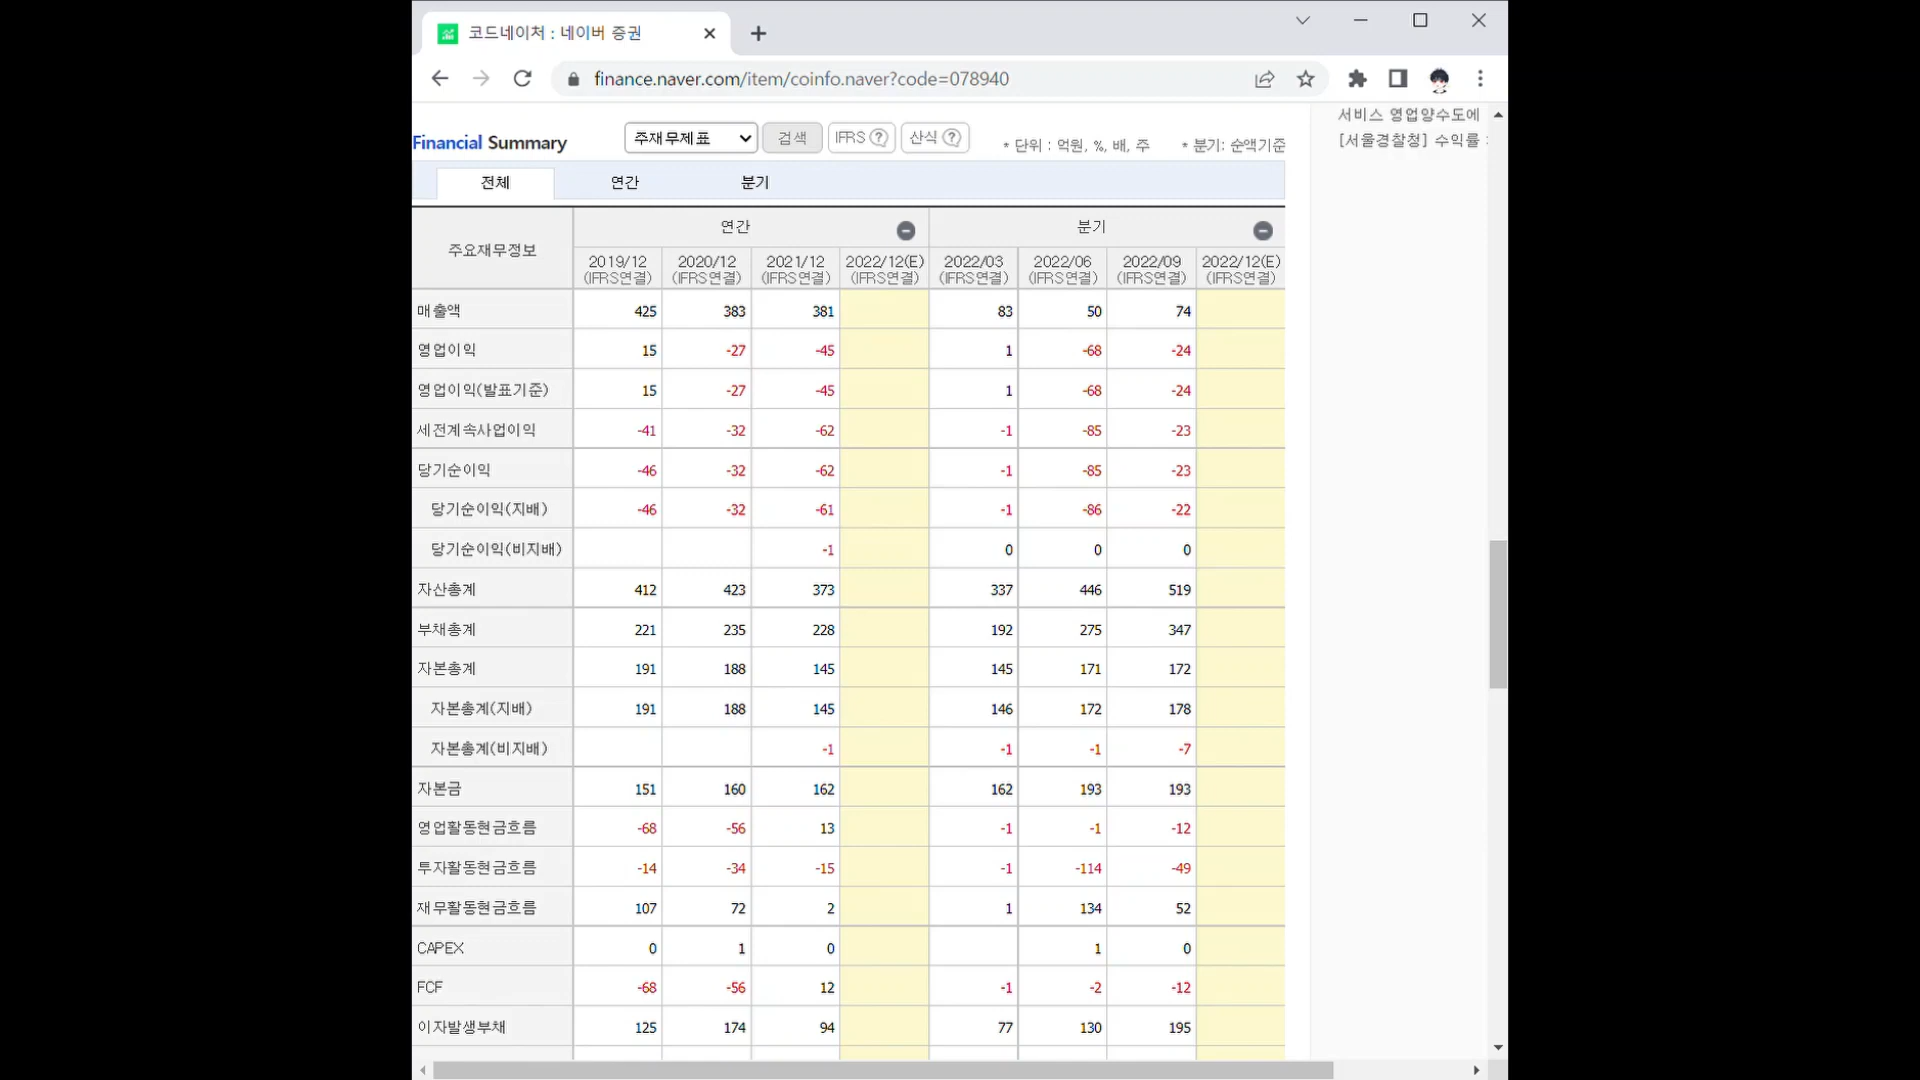 코드네이처 : 네이버 증권
finance.naver.com/item/coinfo.naver?code=078940
서비스 영업양수도에
[서울경찰청] 수익률
Financial Summary 주재무제표 검색 IFRS ? 산식 ? * 단위 : 억원, %, 배, 주 * 분기: 순액기준
전체 연간 분기
주요재무정보 연간 분기
2019/12 2020/12 2021/12 2022/12(E) 2022/03 2022/06 2022/09 2022/12(E)
(IFRS연결) (IFRS연결) (IFRS연결) (IFRS연결) (IFRS연결) (IFRS연결) (IFRS연결) (IFRS연결)
매출액 425 383 381 83 50 74
영업이익 15 -27 -45 1 -68 -24
영업이익(발표기준) 15 -27 -45 1 -68 -24
세전계속사업이익 -41 -32 -62 -1 -85 -23
당기순이익 -46 -32 -62 -1 -85 -23
당기순이익(지배) -46 -32 -61 -1 -86 -22
당기순이익(비지배) -1 0 0 0
자산총계 412 423 373 337 446 519
부채총계 221 235 228 192 275 347
자본총계 191 188 145 145 171 172
자본총계(지배) 191 188 145 146 172 178
자본총계(비지배) -1 -1 -1 -7
자본금 151 160 162 162 193 193
영업활동현금흐름 -68 -56 13 -1 -1 -12
투자활동현금흐름 -14 -34 -15 -1 -114 -49
재무활동현금흐름 107 72 2 1 134 52
CAPEX 0 1 0 1 0
FCF -68 -56 12 -1 -2 -12
이자발생부채 125 174 94 77 130 195